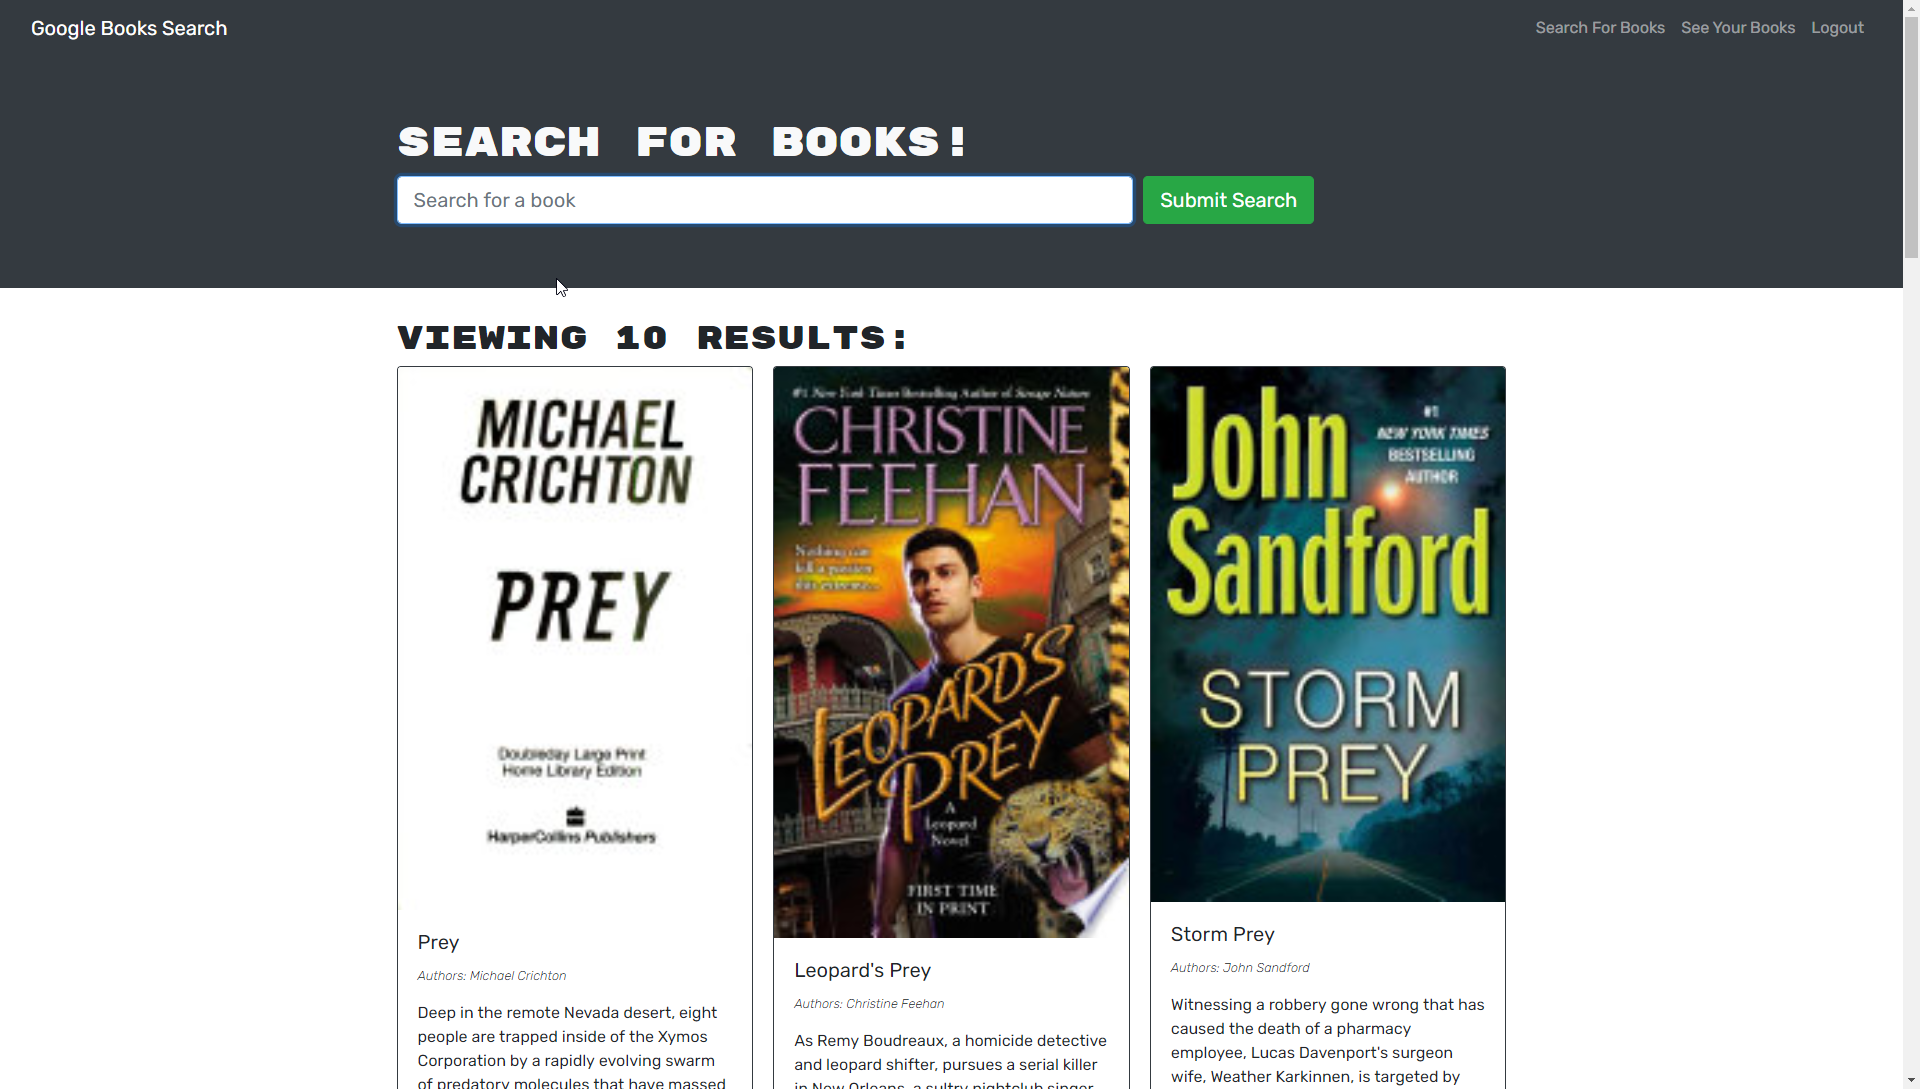 Google Books Search
Search For Books
See Your Books
Logout
SEARCH FOR BOOKS!
Search for a book
Submit Search
VIEWING 10 RESULTS:
MICHAEL
CRICHTON
PREY
Doubleday Large Print
Home Library Edition
HarperCollins Publishers
Prey
Authors: Michael Crichton
Deep in the remote Nevada desert, eight
people are trapped inside of the Xymos
Corporation by a rapidly evolving swarm
of predatory molecules that have massed
#1 New York Times Bestselling Author of Savage Nature
CHRISTINE
FEEHAN
Nothing can
kill a passion
this extreme...
LEOPARD'S
PREY
A
Leopard
Novel
FIRST TIME
IN PRINT
Leopard's Prey
Authors: Christine Feehan
As Remy Boudreaux, a homicide detective
and leopard shifter, pursues a serial killer
in New Orleans, a sultry nightclub singer
John
Sandford
#1
NEW YORK TIMES
BESTSELLING
AUTHOR
STORM
PREY
Storm Prey
Authors: John Sandford
Witnessing a robbery gone wrong that has
caused the death of a pharmacy
employee, Lucas Davenport's surgeon
wife, Weather Karkinnen, is targeted by